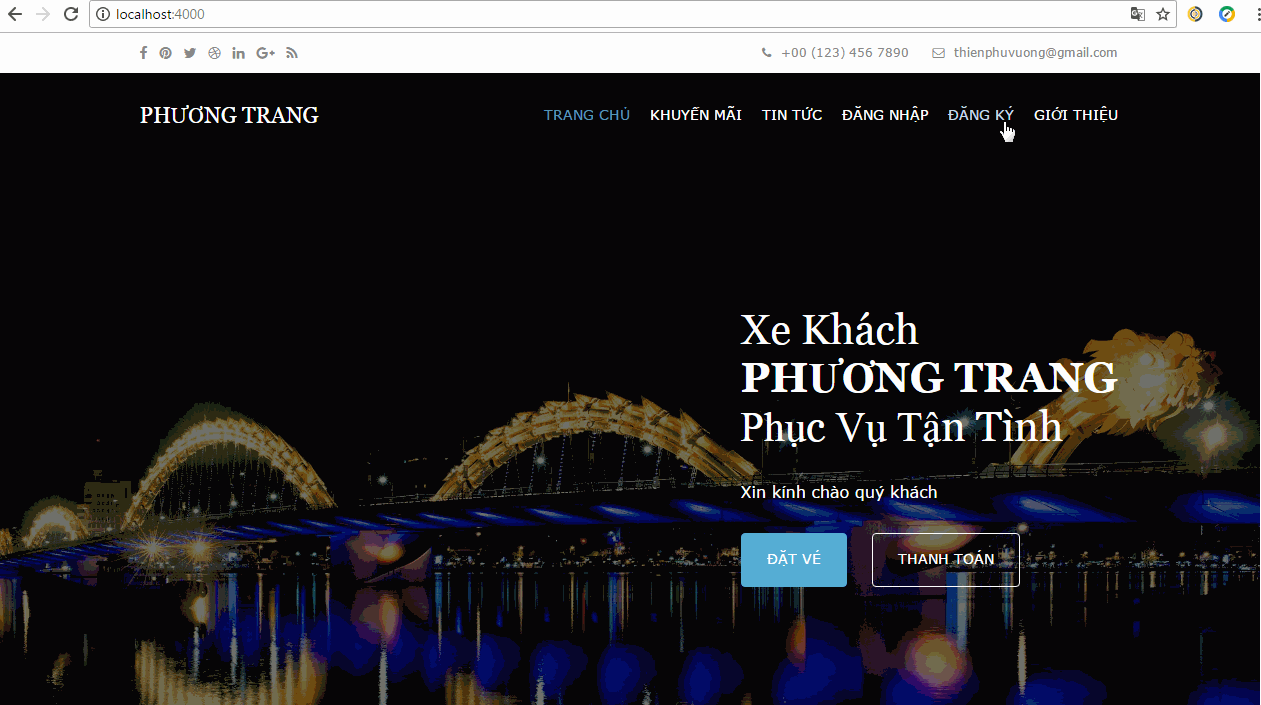 localhost:4000
+00 (123) 456 7890 thienphuvuong@gmail.com
PHƯƠNG TRANG TRANG CHỦ KHUYẾN MÃI TIN TỨC ĐĂNG NHẬP ĐĂNG KÝ GIỚI THIỆU
Xe Khách
PHƯƠNG TRANG
Phục Vụ Tận Tình
Xin kính chào quý khách
ĐẶT VÉ THANH TOÁN